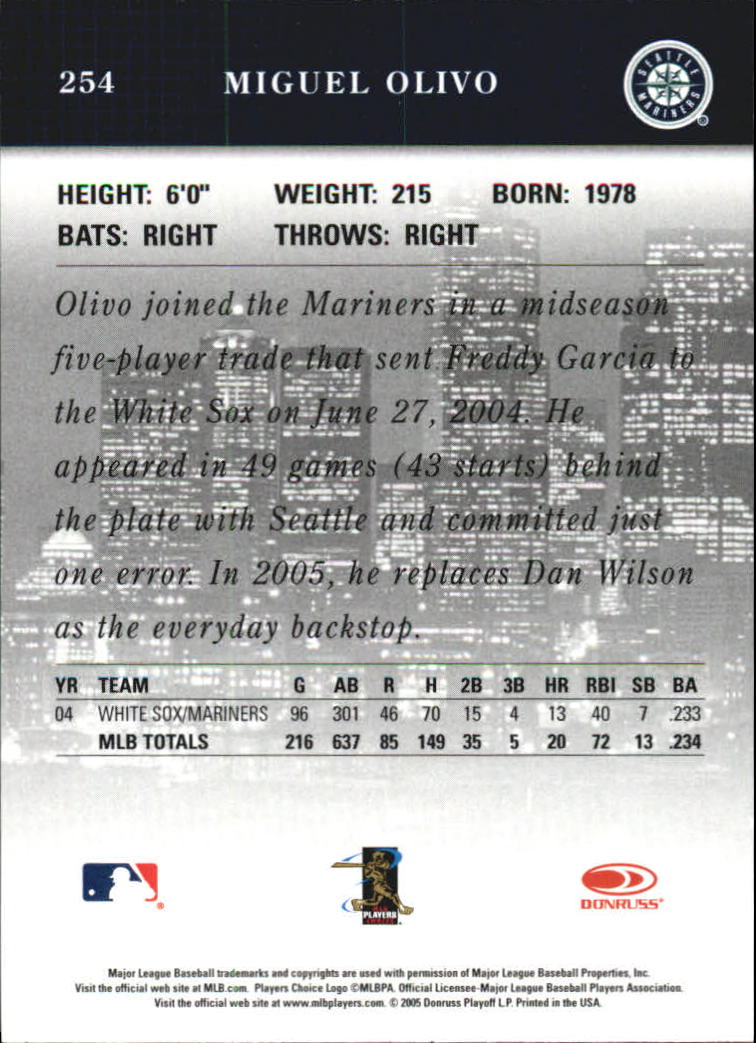 254 MIGUEL OLIVO
SEATTLE MARINERS ®
HEIGHT: 6'0" WEIGHT: 215 BORN: 1978
BATS: RIGHT THROWS: RIGHT
Olivo joined the Mariners in a midseason
five-player trade that sent Freddy Garcia to
the White Sox on June 27, 2004. He
appeared in 49 games (43 starts) behind
the plate with Seattle and committed just
one error. In 2005, he replaces Dan Wilson
as the everyday backstop.
YR TEAM G AB R H 2B 3B HR RBI SB BA
04 WHITE SOX/MARINERS 96 301 46 70 15 4 13 40 7 .233
MLB TOTALS 216 637 85 149 35 5 20 72 13 .234
PLAYERS
DONRUSS
Major League Baseball trademarks and copyrights are used with permission of Major League Baseball Properties, Inc.
Visit the official web site at MLB.com. Players Choice Logo ©MLBPA. Official Licensee-Major League Baseball Players Association.
Visit the official web site at www.mlbplayers.com. © 2005 Donruss Playoff L.P. Printed in the USA.